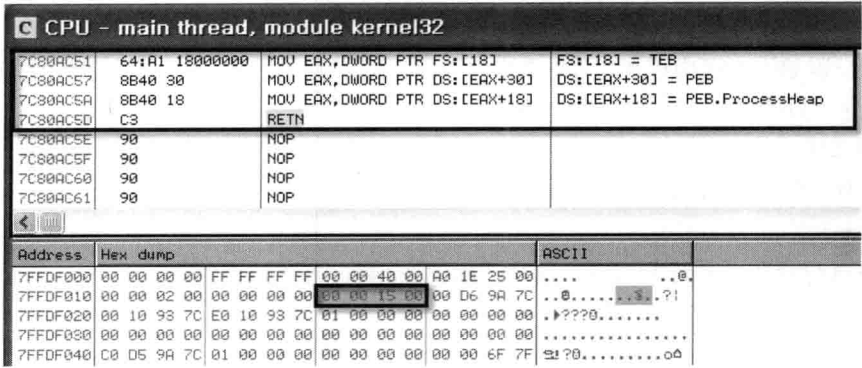 C CPU - main thread, module kernel32
7C80AC51 64:A1 18000000 MOV EAX,DWORD PTR FS:[18] FS:[18] = TEB
7C80AC57 8B40 30 MOV EAX,DWORD PTR DS:[EAX+30] DS:[EAX+30] = PEB
7C80AC5A 8B40 18 MOV EAX,DWORD PTR DS:[EAX+18] DS:[EAX+18] = PEB.ProcessHeap
7C80AC5D C3 RETN
7C80AC5E 90 NOP
7C80AC5F 90 NOP
7C80AC60 90 NOP
7C80AC61 90 NOP
Address Hex dump ASCII
7FFDF000 00 00 00 00 FF FF FF FF 00 00 40 00 A0 1E 25 00 .... ..@.
7FFDF010 00 00 02 00 00 00 00 00 00 00 15 00 00 D6 9A 7C ..0.......§..?|
7FFDF020 00 10 93 7C E0 10 93 7C 01 00 00 00 00 00 00 00 .???0.......
7FFDF030 00 00 00 00 00 00 00 00 00 00 00 00 00 00 00 00 ................
7FFDF040 C0 D5 9A 7C 01 00 00 00 00 00 00 00 00 00 6F 7F ?0.........o⌂